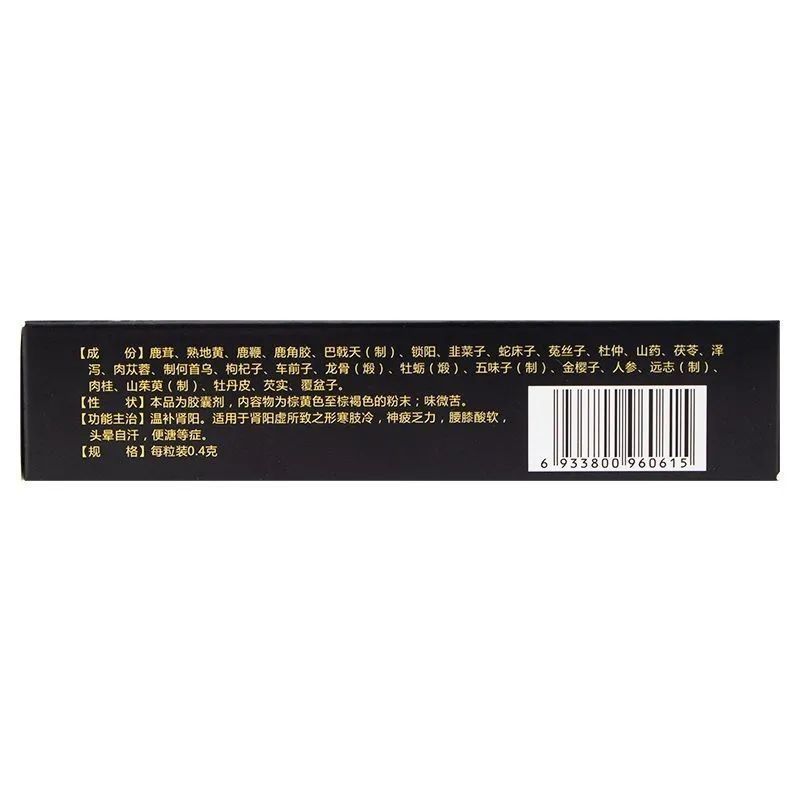 【成　份】鹿茸、熟地黄、鹿鞭、鹿角胶、巴戟天（制）、锁阳、韭菜子、蛇床子、菟丝子、杜仲、山药、茯苓、泽
泻、肉苁蓉、制何首乌、枸杞子、车前子、龙骨（煅）、牡蛎（煅）、五味子（制）、金樱子、人参、远志（制）、
肉桂、山茱萸（制）、牡丹皮、芡实、覆盆子。
【性　状】本品为胶囊剂，内容物为棕黄色至棕褐色的粉末；味微苦。
【功能主治】温补肾阳。适用于肾阳虚所致之形寒肢冷，神疲乏力，腰膝酸软，
头晕自汗，便溏等症。
【规　格】每粒装0.4克
6 933800 960615